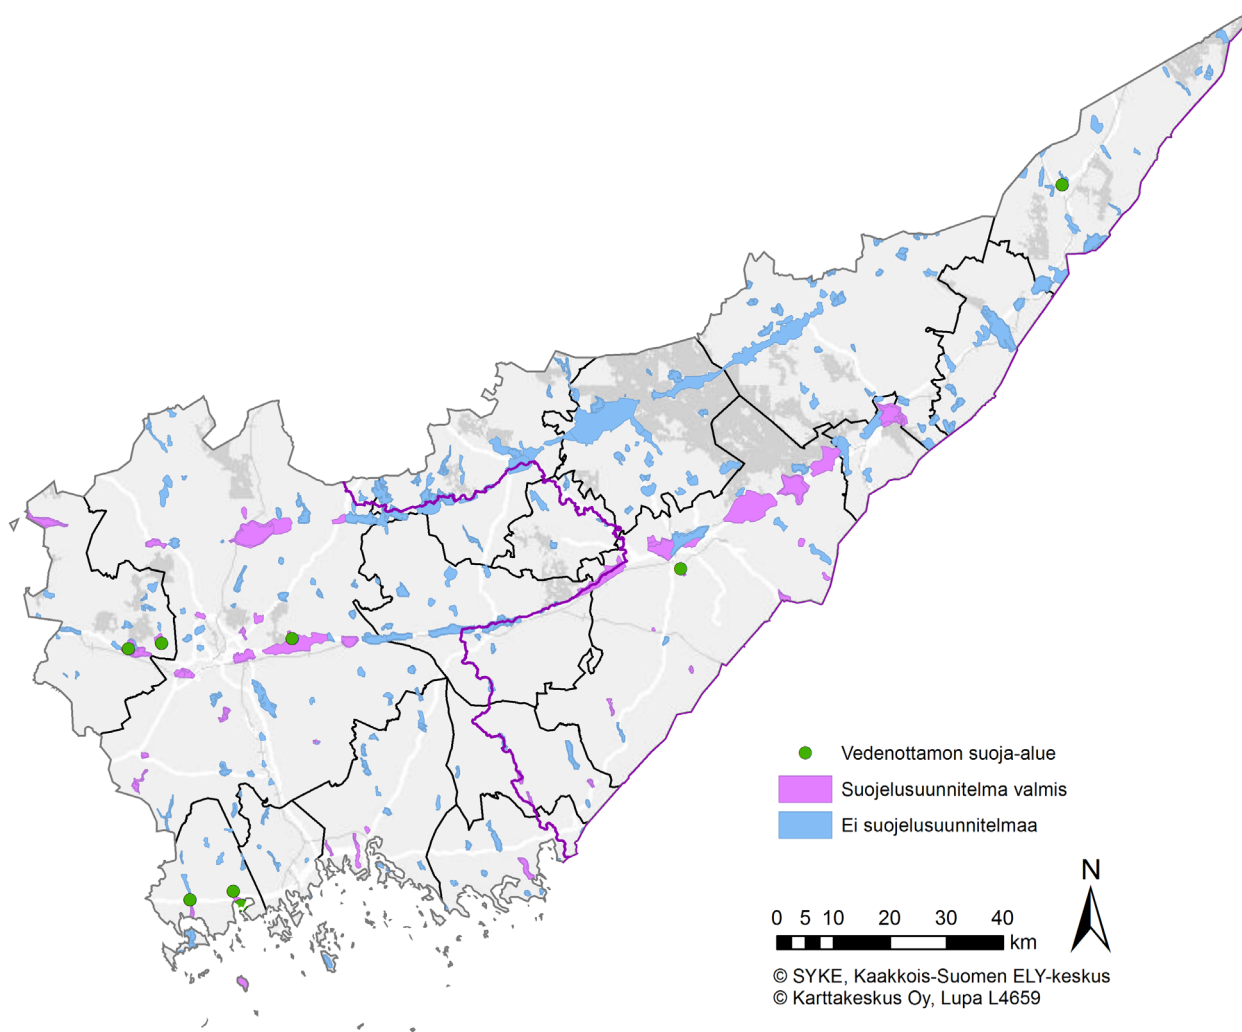 Vedenottamon suoja-alue
Suojelusuunnitelma valmis
Ei suojelusuunnitelmaa
N
0 5 10 20 30 40
km
© SYKE, Kaakkois-Suomen ELY-keskus
© Karttakeskus Oy, Lupa L4659